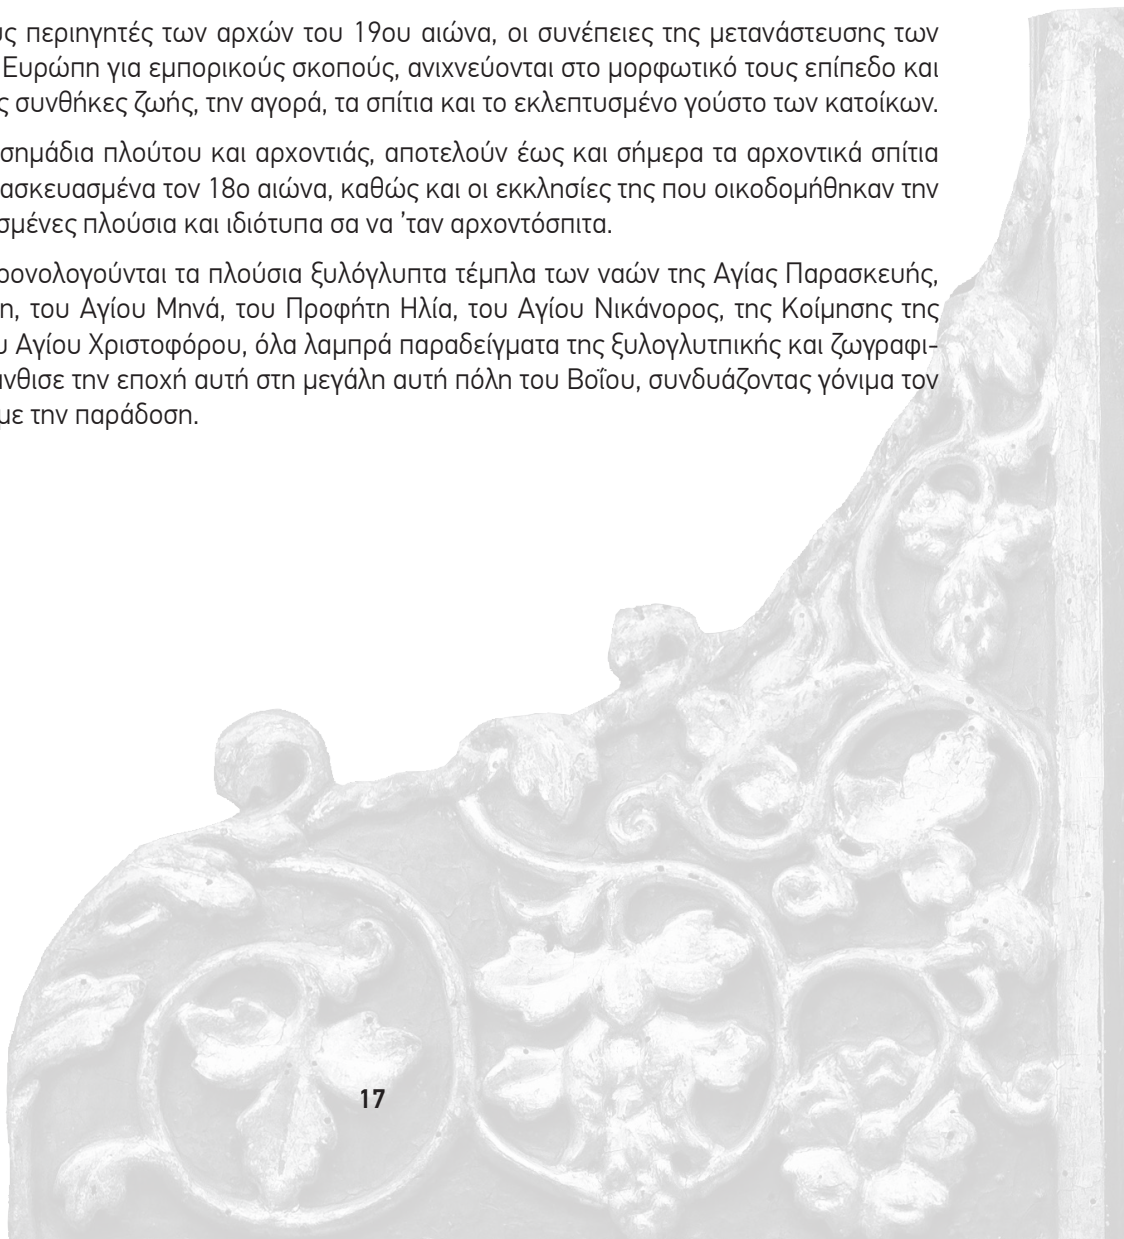 υς περιηγητές των αρχών του 19ου αιώνα, οι συνέπειες της μετανάστευσης των
Ευρώπη για εμπορικούς σκοπούς, ανιχνεύονται στο μορφωτικό τους επίπεδο και
ς συνθήκες ζωής, την αγορά, τα σπίτια και το εκλεπτυσμένο γούστο των κατοίκων.
σημάδια πλούτου και αρχοντιάς, αποτελούν έως και σήμερα τα αρχοντικά σπίτια
ασκευασμένα τον 18ο αιώνα, καθώς και οι εκκλησίες της που οικοδομήθηκαν την
σμένες πλούσια και ιδιότυπα σα να ’ταν αρχοντόσπιτα.
ρονολογούνται τα πλούσια ξυλόγλυπτα τέμπλα των ναών της Αγίας Παρασκευής,
η, του Αγίου Μηνά, του Προφήτη Ηλία, του Αγίου Νικάνορος, της Κοίμησης της
υ Αγίου Χριστοφόρου, όλα λαμπρά παραδείγματα της ξυλογλυτπικής και ζωγραφι-
άνθισε την εποχή αυτή στη μεγάλη αυτή πόλη του Βοΐου, συνδυάζοντας γόνιμα τον
με την παράδοση.
17